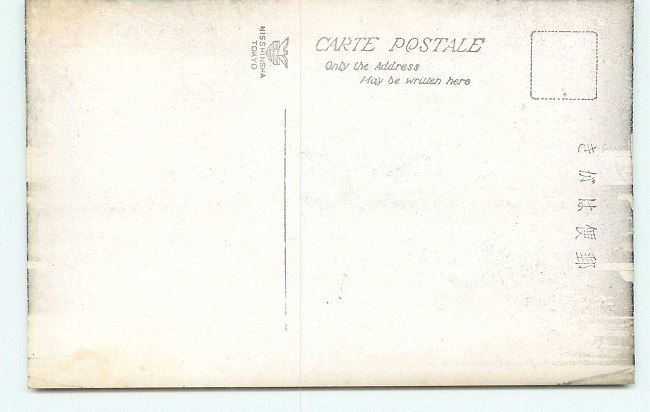 CARTE POSTALE
Only the Address
May be written here
NISSHINSHA
TOKYO
郵便はがき